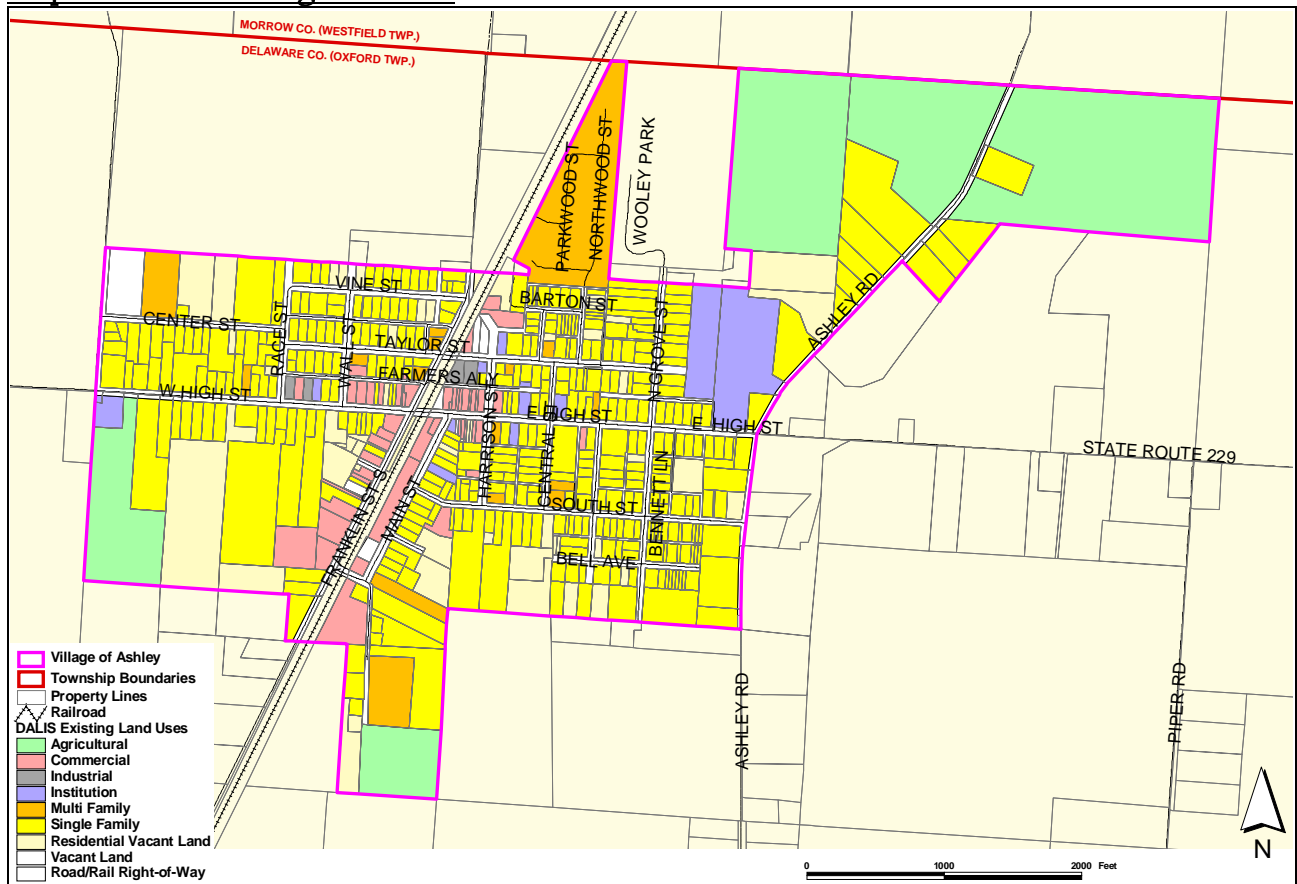 MORROW CO. (WESTFIELD TWP.)
DELAWARE CO. (OXFORD TWP.)
PARKWOOD ST
NORTHWOOD ST
WOOLEY PARK
VINE ST
BARTON ST
CENTER ST
RACE ST
WALL ST
TAYLOR ST
N GROVE ST
ASHLEY RD
FARMERS ALY
W HIGH ST
HARRISON ST
E HIGH ST
E HIGH ST
CENTRAL
STATE ROUTE 229
FRANKLIN ST S
MAIN ST
SOUTH ST
BENNETT LN
BELL AVE
ASHLEY RD
PIPER RD
Village of Ashley
Township Boundaries
Property Lines
Railroad
DALIS Existing Land Uses
Agricultural
Commercial
Industrial
Institution
Multi Family
Single Family
Residential Vacant Land
Vacant Land
Road/Rail Right-of-Way
0 1000 2000 Feet
N